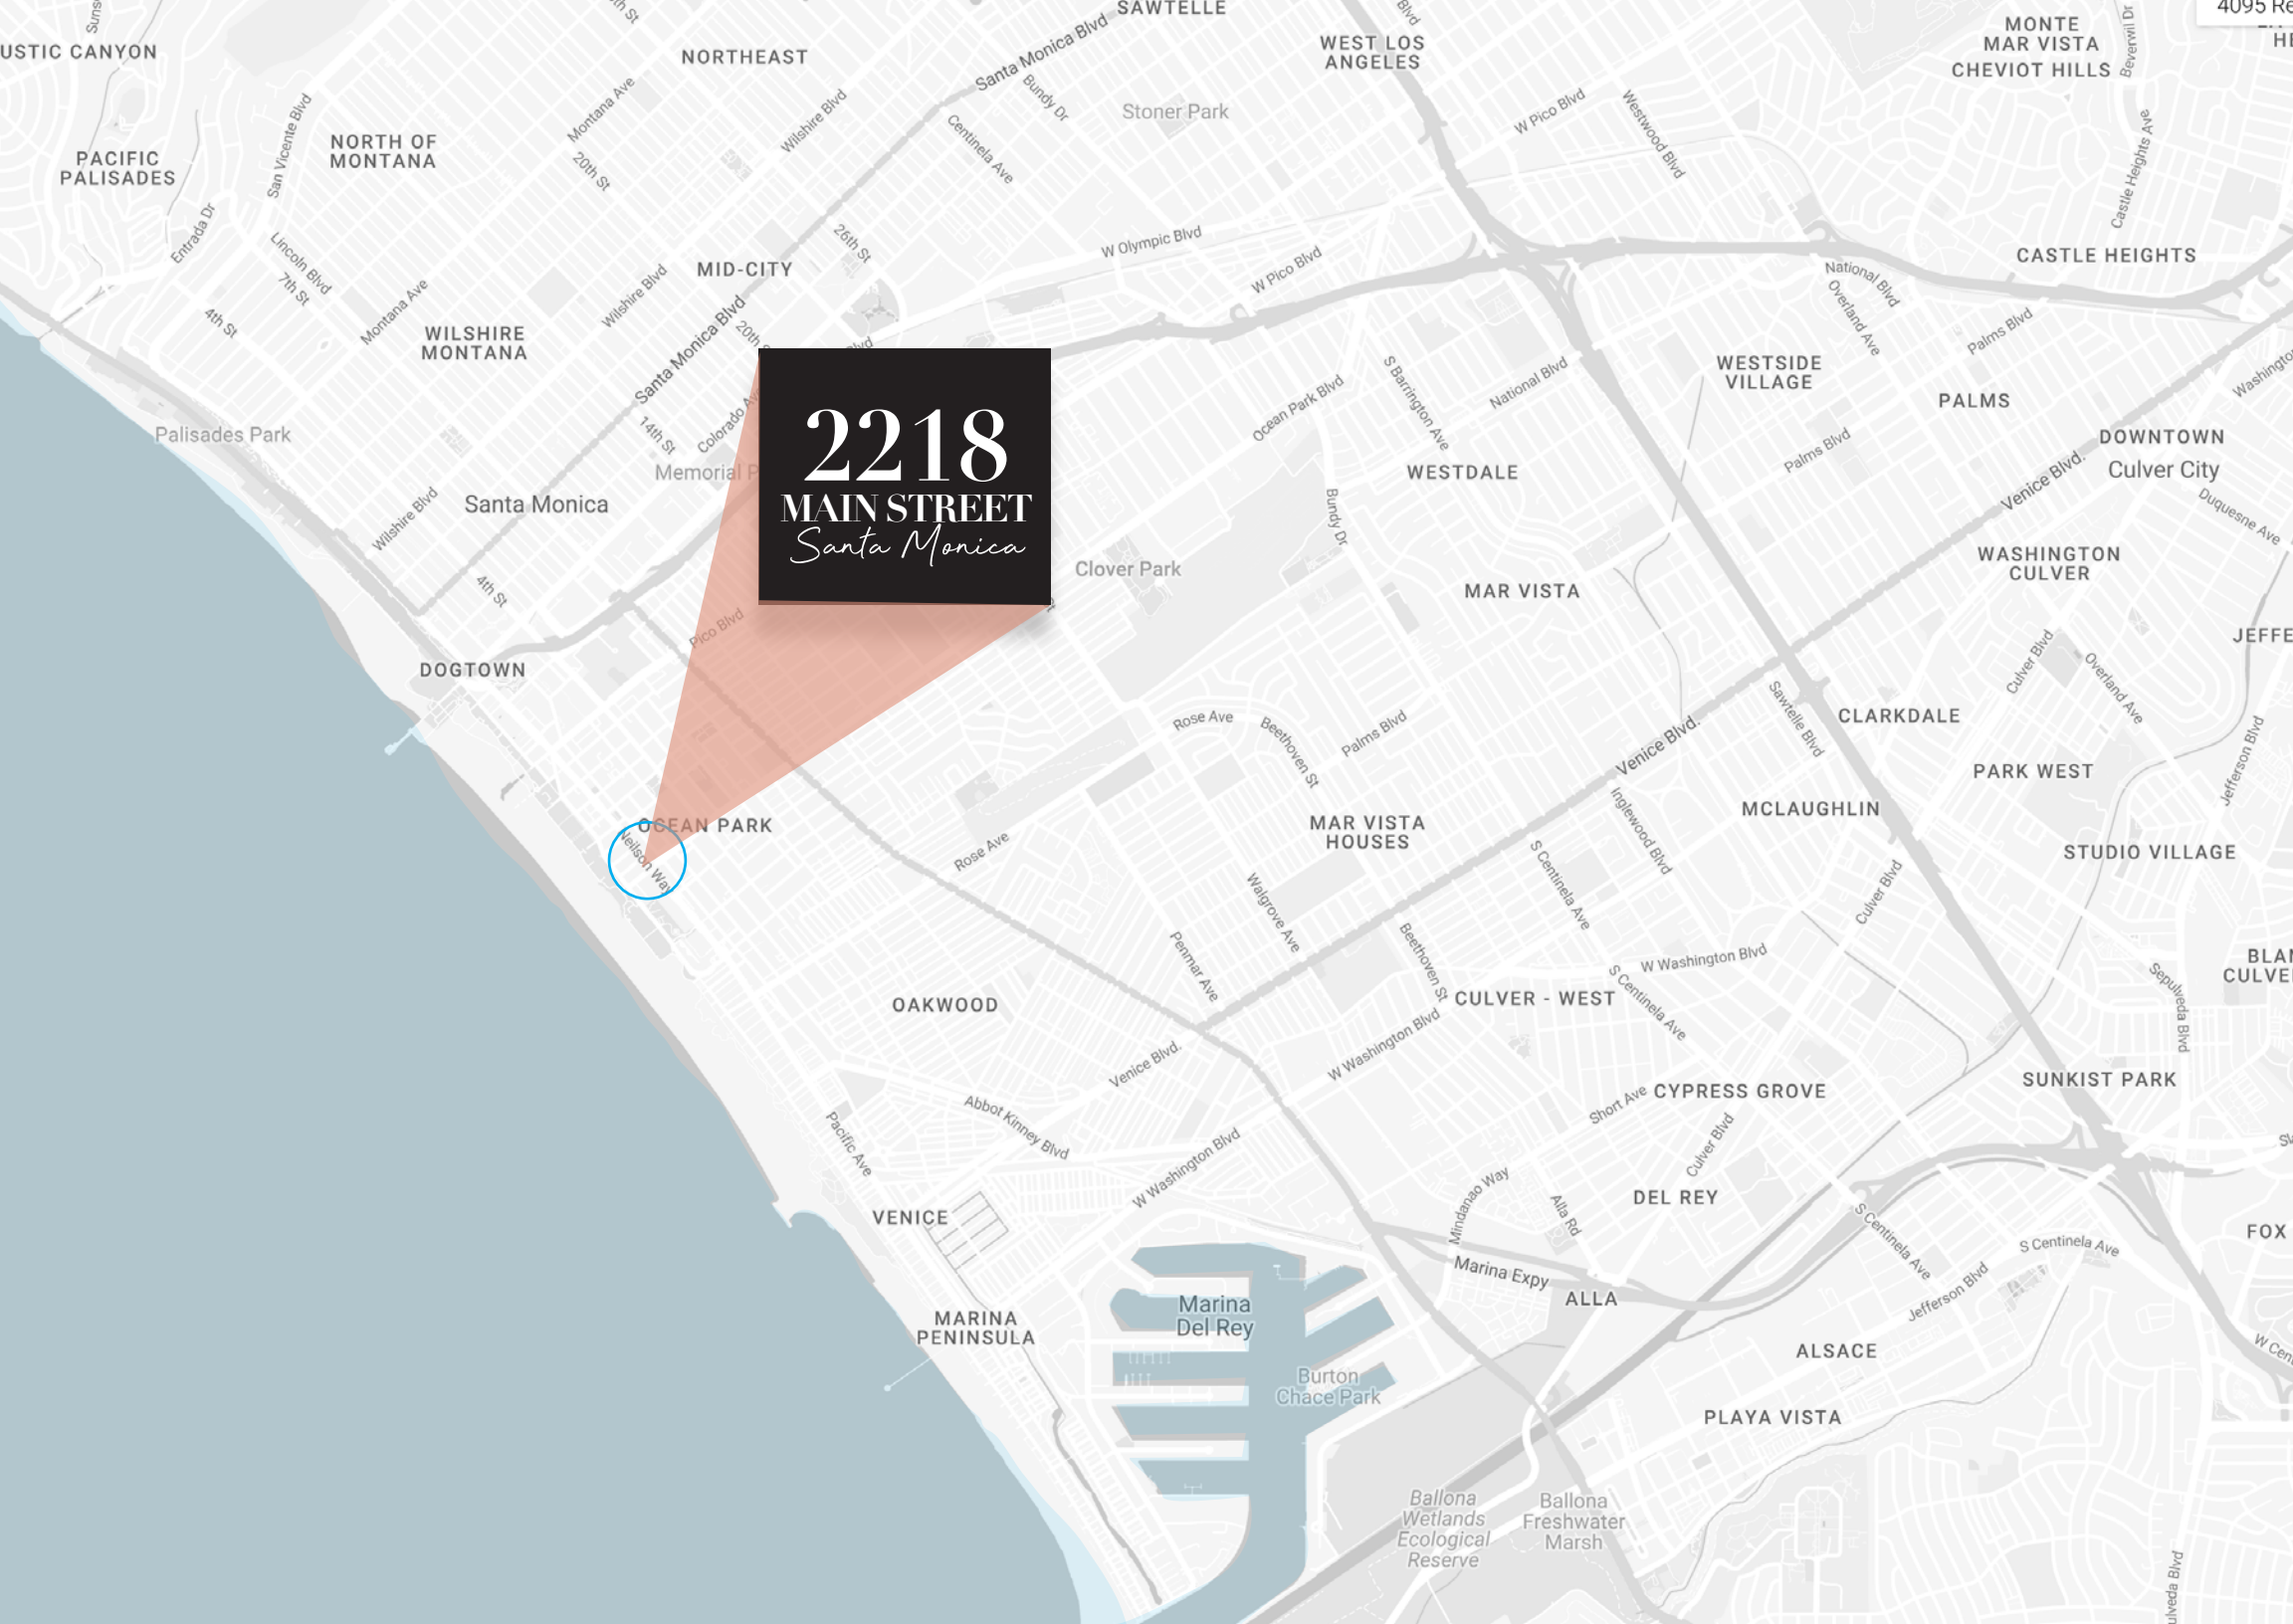 SAWTELLE
4095 Re
USTIC CANYON
NORTHEAST
Santa Monica Blvd
WEST LOS
ANGELES
MONTE
MAR VISTA
CHEVIOT HILLS
Beverwil Dr
Montana Ave
Bundy Dr
Wilshire Blvd
Stoner Park
W Pico Blvd
Westwood Blvd
Castle Heights Ave
San Vicente Blvd
NORTH OF
MONTANA
PACIFIC
PALISADES
20th St
Centinela Ave
Entrada Dr
Lincoln Blvd
7th St
26th St
W Olympic Blvd
W Pico Blvd
CASTLE HEIGHTS
MID-CITY
Wilshire Blvd
National Blvd
Overland Ave
4th St
Montana Ave
WILSHIRE
MONTANA
Santa Monica Blvd
20th S
Palms Blvd
WESTSIDE
VILLAGE
PALMS
Washingto
S Barrington Ave
National Blvd
Ocean Park Blvd
Palisades Park
14th St
Colorado Av
Memorial P
2218
MAIN STREET
Santa Monica
WESTDALE
Palms Blvd
DOWNTOWN
Culver City
Venice Blvd.
Duquesne Ave
Santa Monica
Wilshire Blvd
Bundy Dr
Clover Park
MAR VISTA
WASHINGTON
CULVER
4th St
Pico Blvd
DOGTOWN
JEFFE
Culver Blvd
Overland Ave
Rose Ave
Beethoven St
Palms Blvd
Venice Blvd.
Sawtelle Blvd
CLARKDALE
Jefferson Blvd
PARK WEST
OCEAN PARK
Neilson Way
Rose Ave
MAR VISTA
HOUSES
Inglewood Blvd
MCLAUGHLIN
STUDIO VILLAGE
S Centinela Ave
Culver Blvd
Walgrove Ave
Penmar Ave
Beethoven St
W Washington Blvd
S Centinela Ave
CULVER - WEST
Sepulveda Blvd
CULVE
OAKWOOD
Venice Blvd.
W Washington Blvd
SUNKIST PARK
Short Ave
CYPRESS GROVE
Abbot Kinney Blvd
Pacific Ave
W Washington Blvd
Culver Blvd
Mindanao Way
Alla Rd
DEL REY
VENICE
S Centinela Ave
S Centinela Ave
FOX
Marina Expy
ALLA
Jefferson Blvd
Marina
Del Rey
MARINA
PENINSULA
ALSACE
W Cen
Burton
Chace Park
PLAYA VISTA
Ballona
Wetlands
Ecological
Reserve
Ballona
Freshwater
Marsh
ulveda Blvd